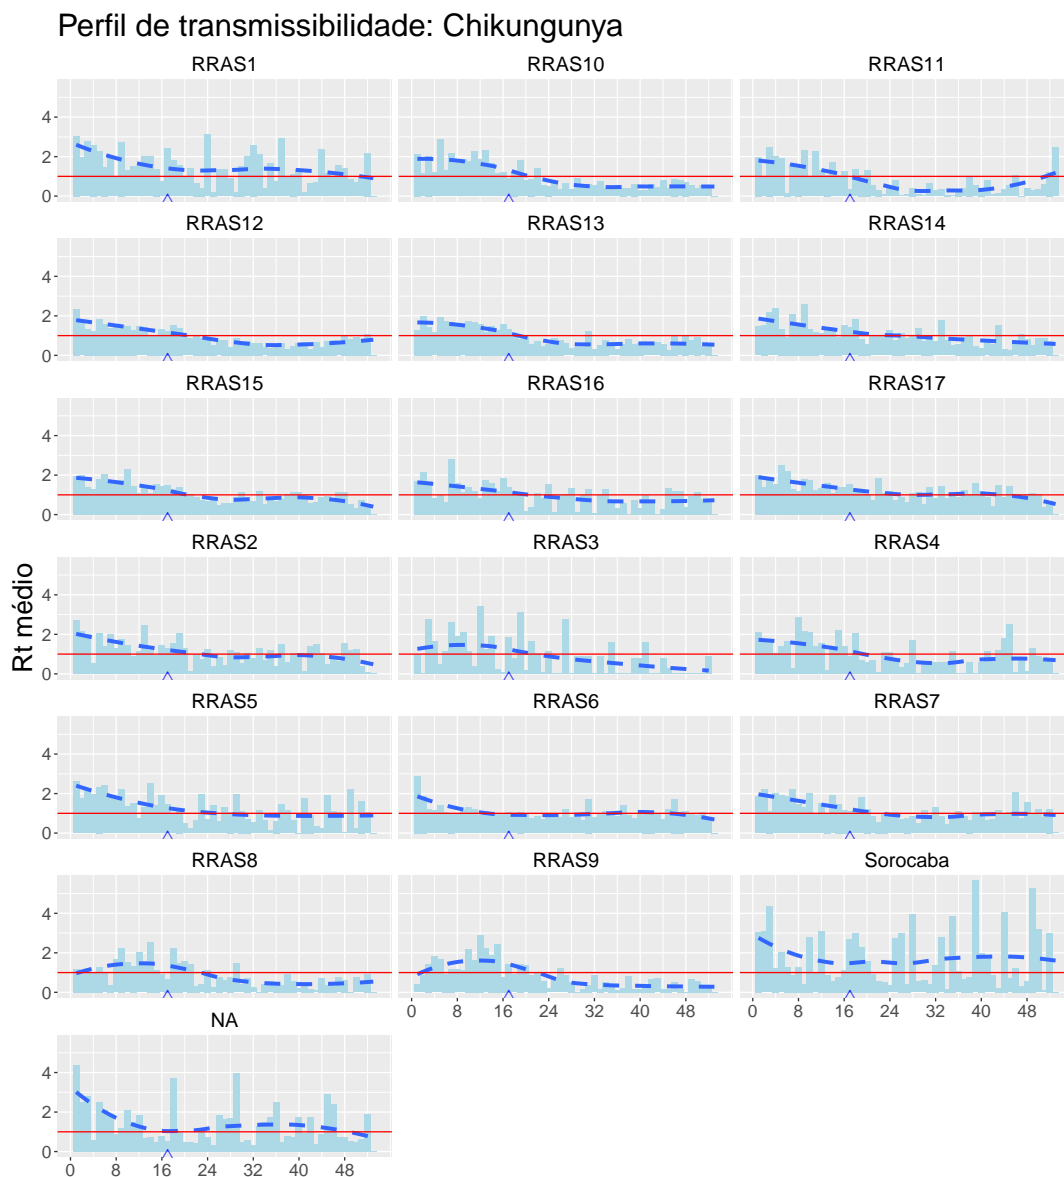 Perfil de transmissibilidade: Chikungunya
RRAS1 RRAS10 RRAS11
4
2
0
RRAS12 RRAS13 RRAS14
4
2
0
RRAS15 RRAS16 RRAS17
4
2
0
RRAS2 RRAS3 RRAS4
4
2
0
Rt médio
RRAS5 RRAS6 RRAS7
4
2
0
RRAS8 RRAS9 Sorocaba
4
2
0
0 8 16 24 32 40 48 0 8 16 24 32 40 48
NA
4
2
0
0 8 16 24 32 40 48